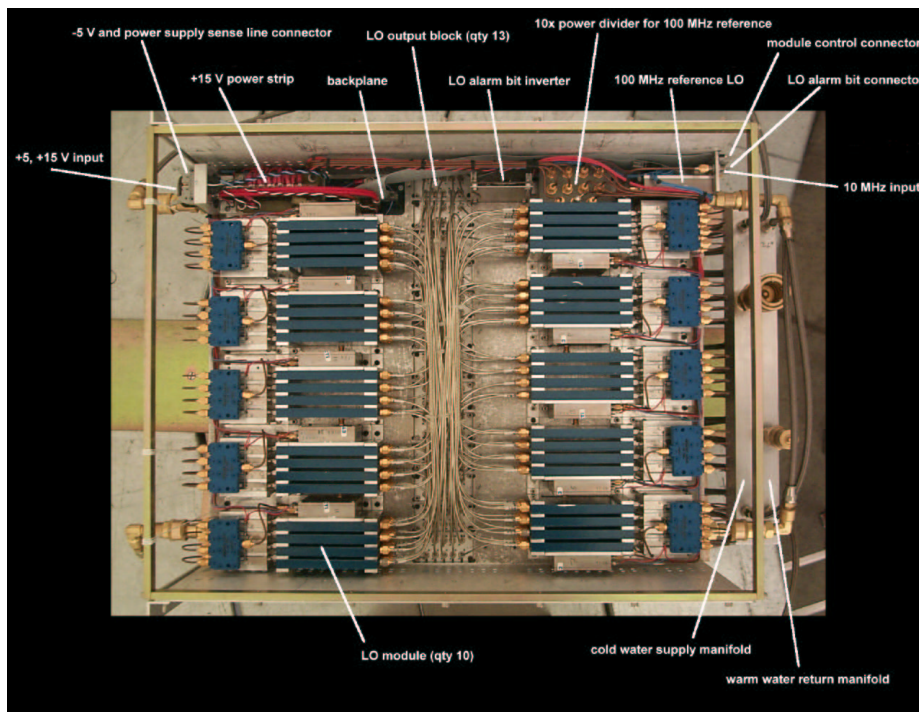 -5 V and power supply sense line connector
LO output block (qty 13)
10x power divider for 100 MHz reference
module control connector
+15 V power strip
backplane
LO alarm bit inverter
100 MHz reference LO
LO alarm bit connector
+5, +15 V input
10 MHz input
LO module (qty 10)
cold water supply manifold
warm water return manifold